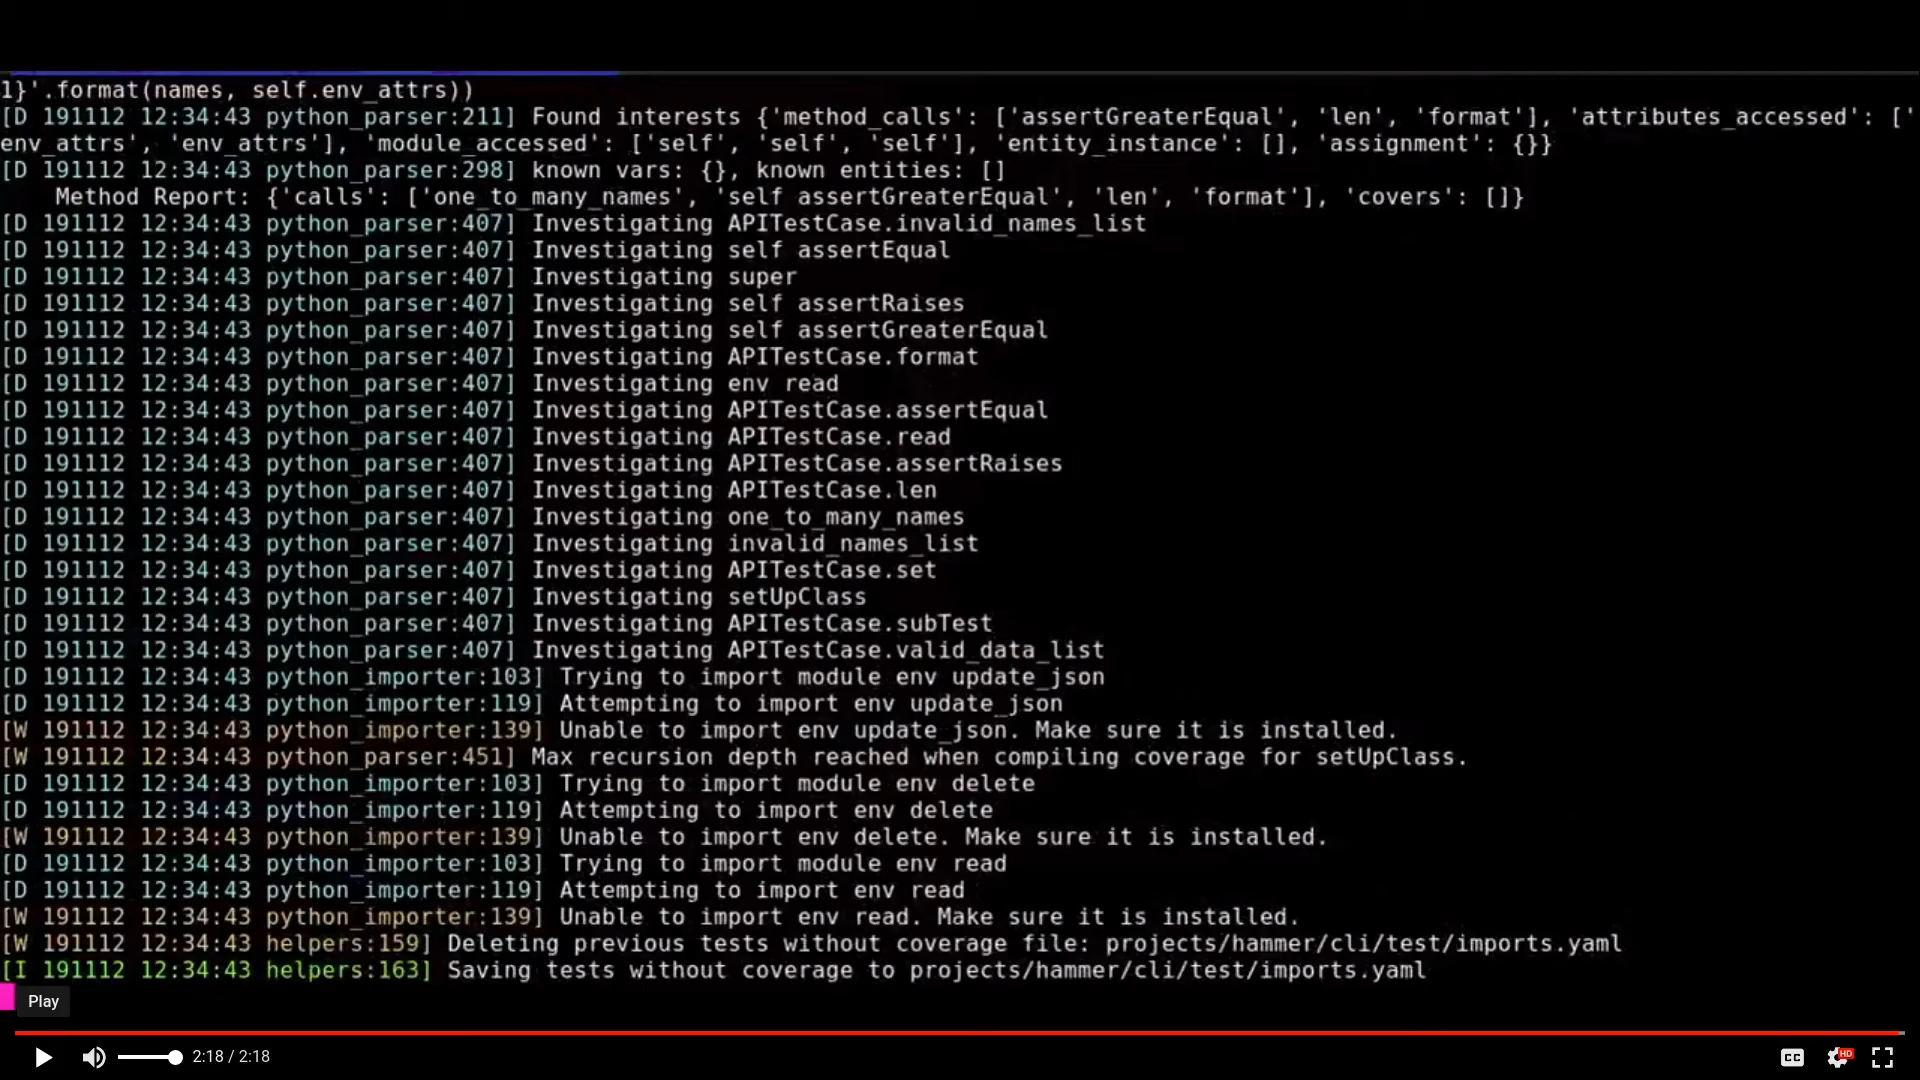 l}'.format(names, self.env_attrs))
[D 191112 12:34:43 python_parser:211] Found interests {'method_calls': ['assertGreaterEqual', 'len', 'format'], 'attributes_accessed': ['
env_attrs', 'env_attrs'], 'module_accessed': ['self', 'self', 'self'], 'entity_instance': [], 'assignment': {}}
[D 191112 12:34:43 python_parser:298] known vars: {}, known entities: []
Method Report: {'calls': ['one_to_many_names', 'self assertGreaterEqual', 'len', 'format'], 'covers': []}
[D 191112 12:34:43 python_parser:407] Investigating APITestCase.invalid_names_list
[D 191112 12:34:43 python_parser:407] Investigating self assertEqual
[D 191112 12:34:43 python_parser:407] Investigating super
[D 191112 12:34:43 python_parser:407] Investigating self assertRaises
[D 191112 12:34:43 python_parser:407] Investigating self assertGreaterEqual
[D 191112 12:34:43 python_parser:407] Investigating APITestCase.format
[D 191112 12:34:43 python_parser:407] Investigating env read
[D 191112 12:34:43 python_parser:407] Investigating APITestCase.assertEqual
[D 191112 12:34:43 python_parser:407] Investigating APITestCase.read
[D 191112 12:34:43 python_parser:407] Investigating APITestCase.assertRaises
[D 191112 12:34:43 python_parser:407] Investigating APITestCase.len
[D 191112 12:34:43 python_parser:407] Investigating one_to_many_names
[D 191112 12:34:43 python_parser:407] Investigating invalid_names_list
[D 191112 12:34:43 python_parser:407] Investigating APITestCase.set
[D 191112 12:34:43 python_parser:407] Investigating setUpClass
[D 191112 12:34:43 python_parser:407] Investigating APITestCase.subTest
[D 191112 12:34:43 python_parser:407] Investigating APITestCase.valid_data_list
[D 191112 12:34:43 python_importer:103] Trying to import module env update_json
[D 191112 12:34:43 python_importer:119] Attempting to import env update_json
[W 191112 12:34:43 python_importer:139] Unable to import env update_json. Make sure it is installed.
[W 191112 12:34:43 python_parser:451] Max recursion depth reached when compiling coverage for setUpClass.
[D 191112 12:34:43 python_importer:103] Trying to import module env delete
[D 191112 12:34:43 python_importer:119] Attempting to import env delete
[W 191112 12:34:43 python_importer:139] Unable to import env delete. Make sure it is installed.
[D 191112 12:34:43 python_importer:103] Trying to import module env read
[D 191112 12:34:43 python_importer:119] Attempting to import env read
[W 191112 12:34:43 python_importer:139] Unable to import env read. Make sure it is installed.
[W 191112 12:34:43 helpers:159] Deleting previous tests without coverage file: projects/hammer/cli/test/imports.yaml
[I 191112 12:34:43 helpers:163] Saving tests without coverage to projects/hammer/cli/test/imports.yaml
Play
2:18 / 2:18
CC
HD